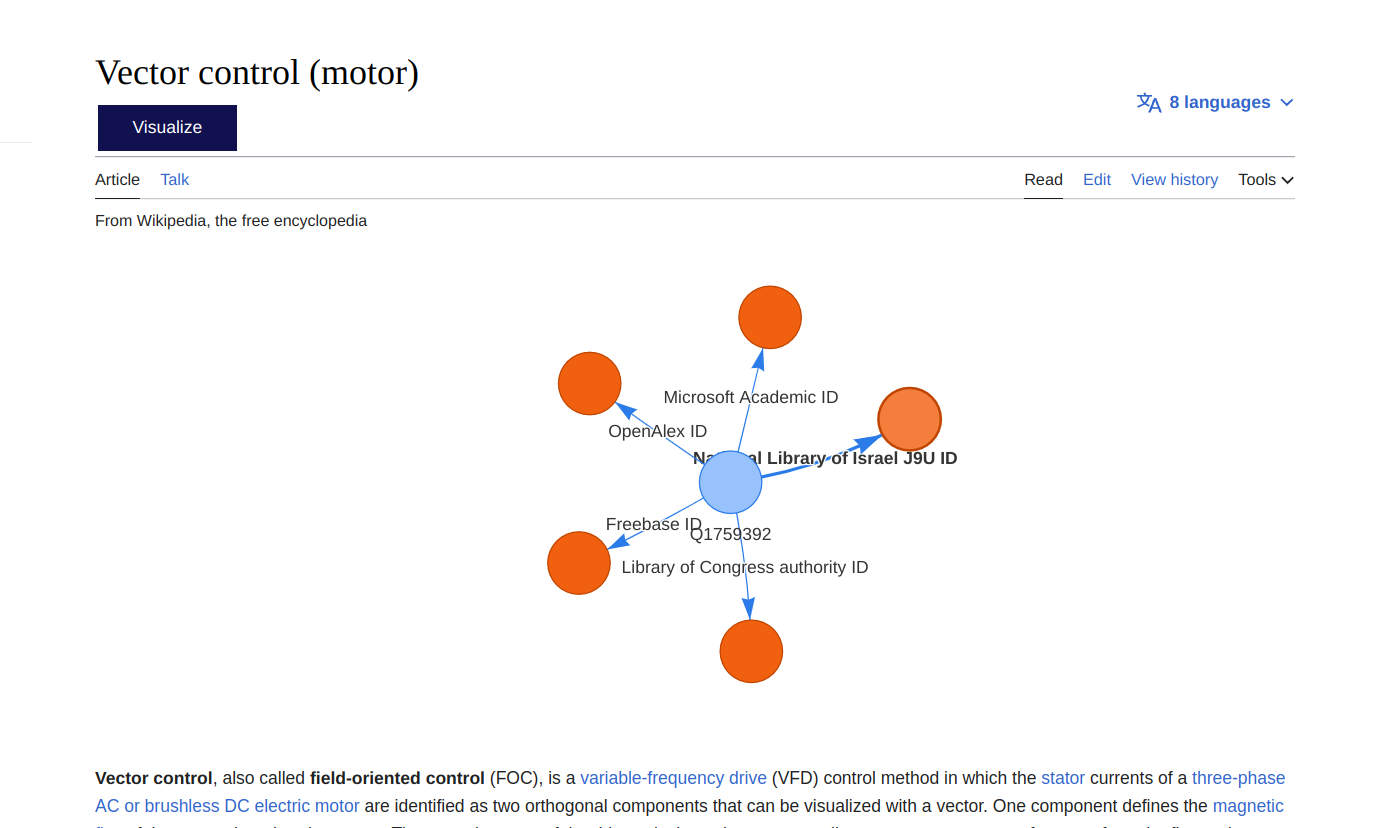 Vector control (motor)
8 languages
Visualize
Article Talk Read Edit View history Tools
From Wikipedia, the free encyclopedia
Microsoft Academic ID
OpenAlex ID
Library of Israel J9U ID
Freebase ID
Q1759392
Library of Congress authority ID
Vector control, also called field-oriented control (FOC), is a variable-frequency drive (VFD) control method in which the stator currents of a three-phase
AC or brushless DC electric motor are identified as two orthogonal components that can be visualized with a vector. One component defines the magnetic